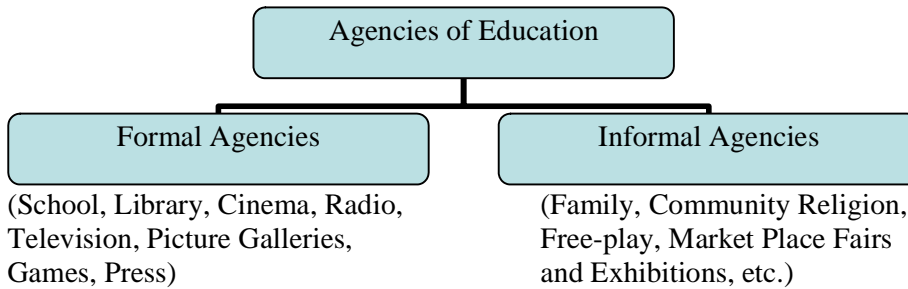 Agencies of Education
Formal Agencies
Informal Agencies
(School, Library, Cinema, Radio,
Television, Picture Galleries,
Games, Press)
(Family, Community Religion,
Free-play, Market Place Fairs
and Exhibitions, etc.)